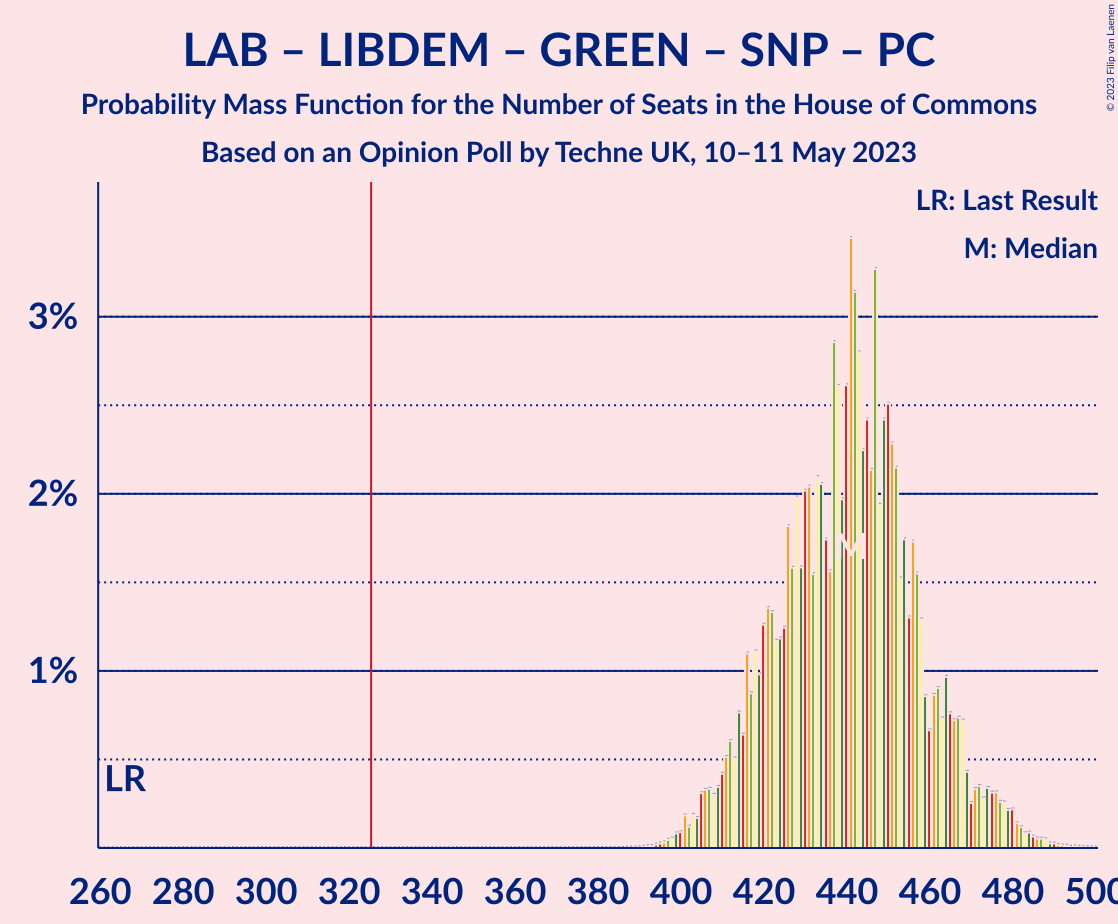 LAB – LIBDEM – GREEN – SNP – PC
Probability Mass Function for the Number of Seats in the House of Commons
Based on an Opinion Poll by Techne UK, 10–11 May 2023
© 2023 Filip van Laenen
LR: Last Result
M: Median
3%
2%
1%
LR
M
260 280 300 320 340 360 380 400 420 440 460 480 500